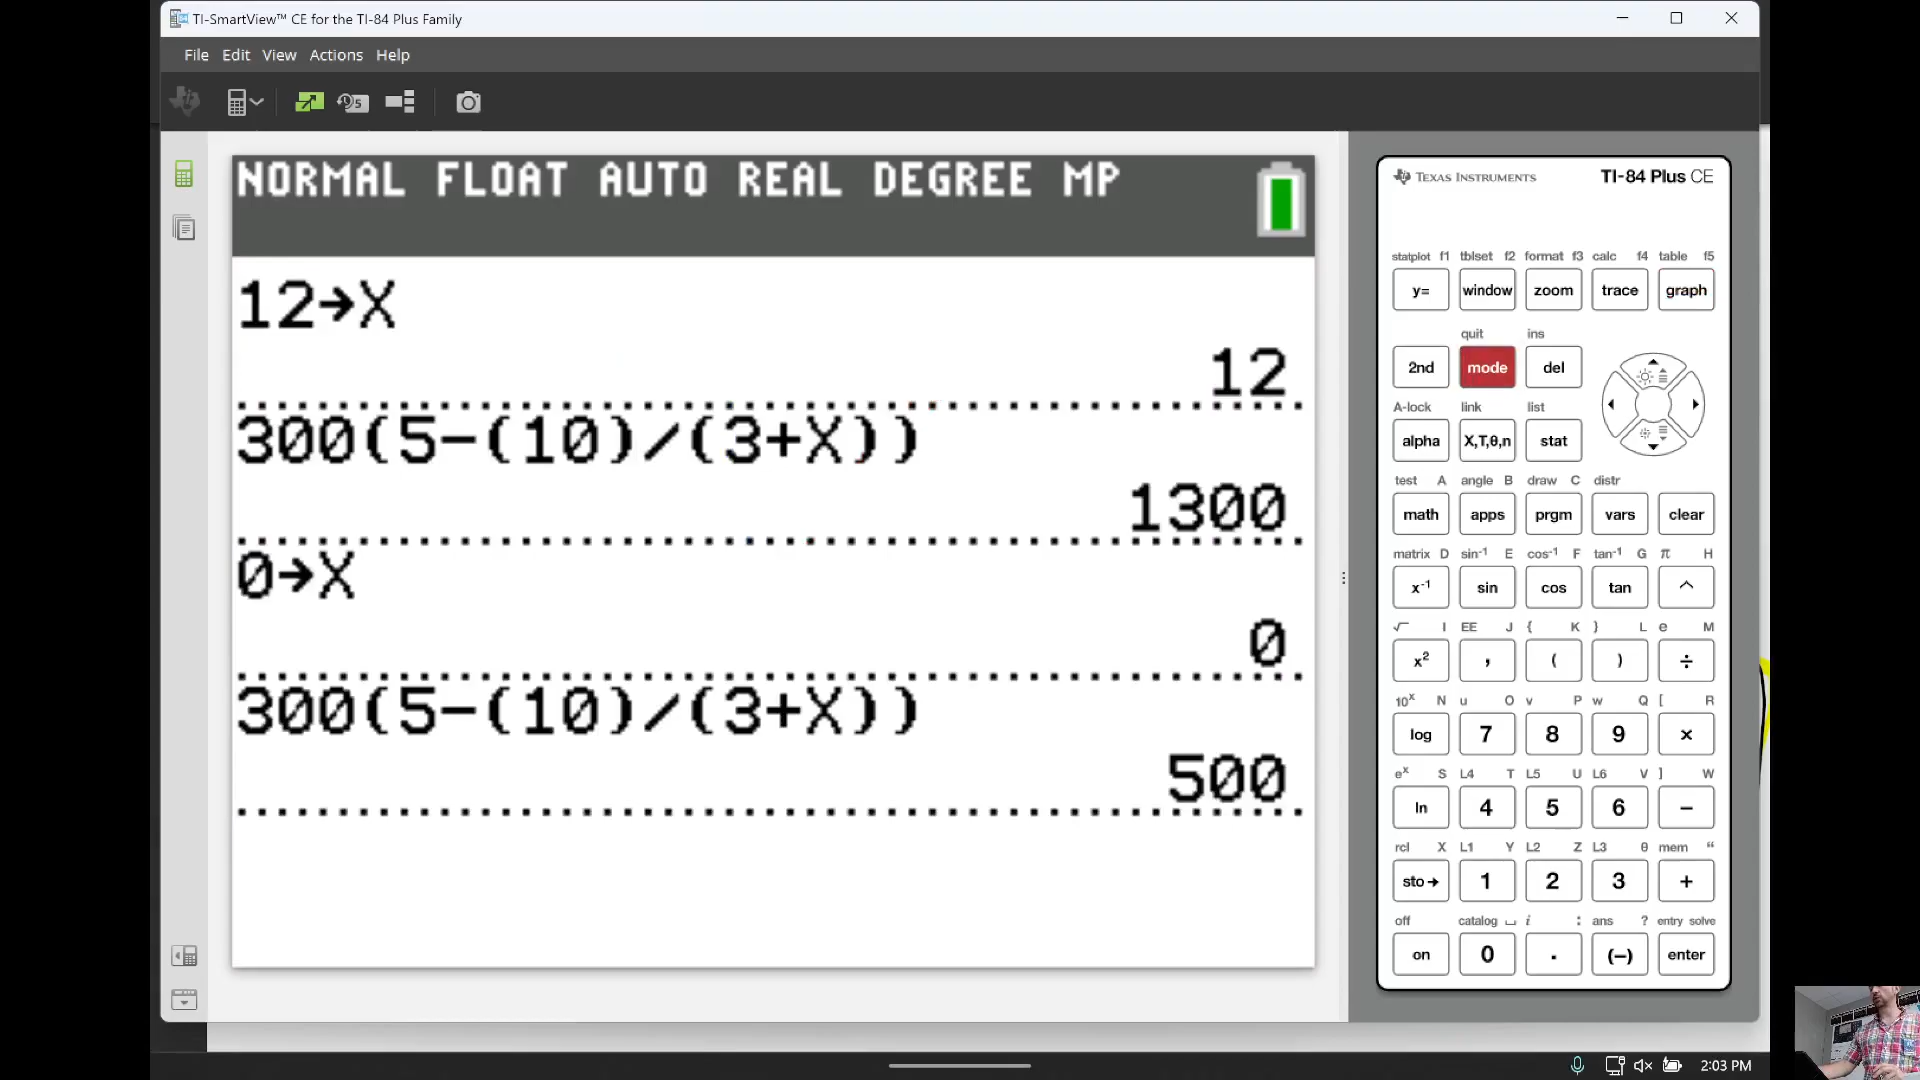 TI-SmartView™ CE for the TI-84 Plus Family
File Edit View Actions Help
NORMAL FLOAT AUTO REAL DEGREE MP
12→X
12
300(5-(10)/(3+X))
1300
0→X
0
300(5-(10)/(3+X))
500
TEXAS INSTRUMENTS TI-84 Plus CE
statplot f1 tblset f2 format f3 calc f4 table f5
y= window zoom trace graph
quit ins
2nd mode del
A-lock link list
alpha X,T,θ,n stat
test A angle B draw C distr
math apps prgm vars clear
matrix D sin⁻¹ E cos⁻¹ F tan⁻¹ G π H
x⁻¹ sin cos tan ^
√ I EE J { K } L e M
x² , ( ) ÷
10ˣ N u O v P w Q [ R
log 7 8 9 ×
eˣ S L4 T L5 U L6 V ] W
ln 4 5 6 −
rcl X L1 Y L2 Z L3 θ mem "
sto→ 1 2 3 +
off catalog ⎵ i : ans ? entry solve
on 0 . (−) enter
2:03 PM